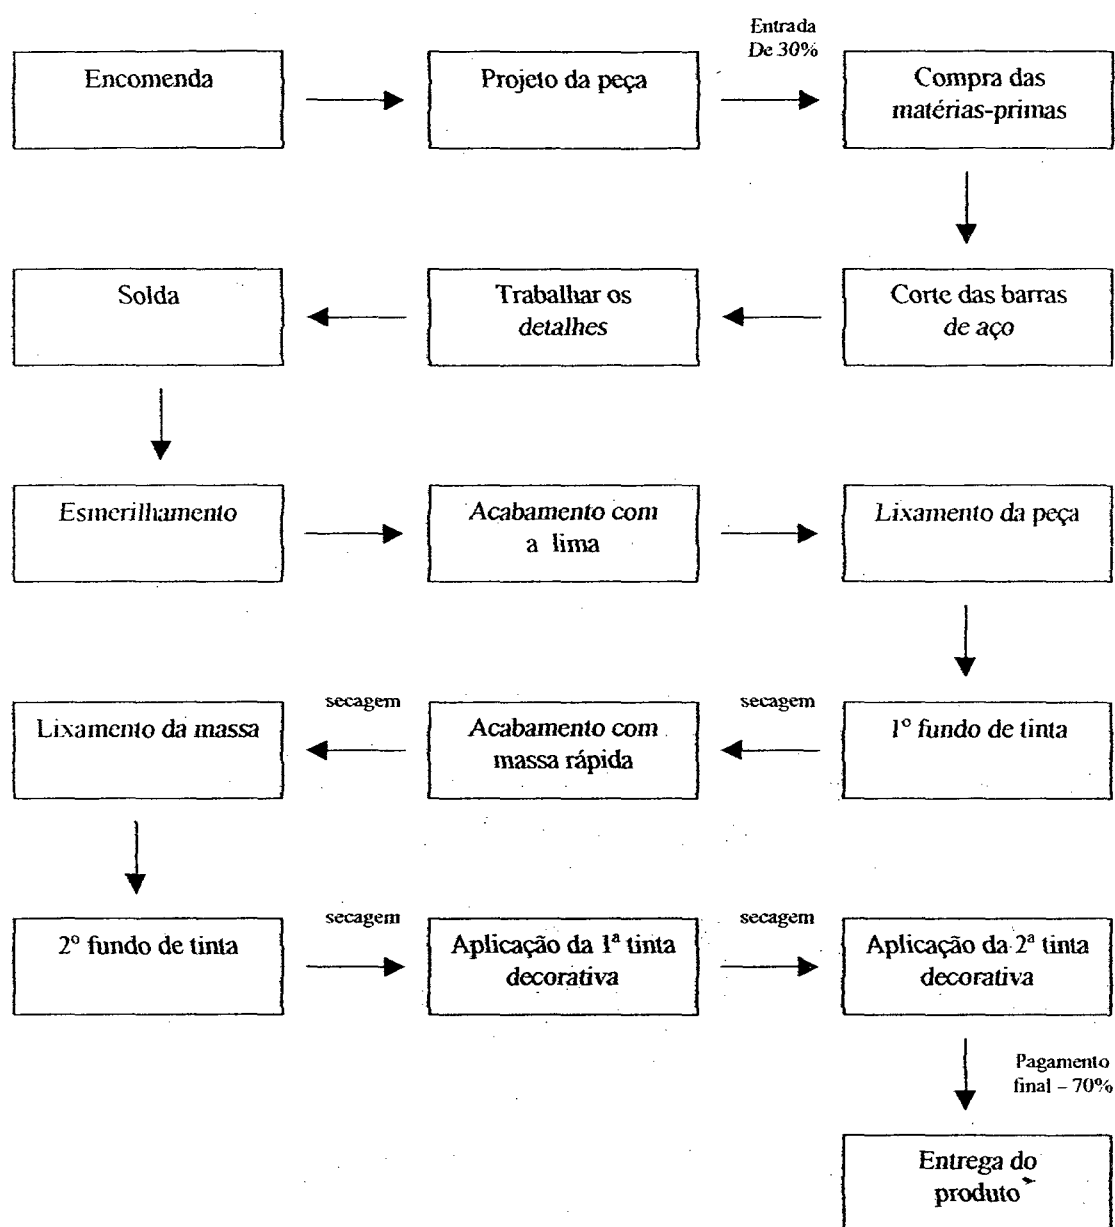 Encomenda
Projeto da peça
Entrada
De 30%
Compra das
matérias-primas
Corte das barras
de aço
Trabalhar os
detalhes
Solda
Esmerilhamento
Acabamento com
a lima
Lixamento da peça
1º fundo de tinta
secagem
Acabamento com
massa rápida
secagem
Lixamento da massa
2º fundo de tinta
secagem
Aplicação da 1ª tinta
decorativa
secagem
Aplicação da 2ª tinta
decorativa
Pagamento
final – 70%
Entrega do
produto